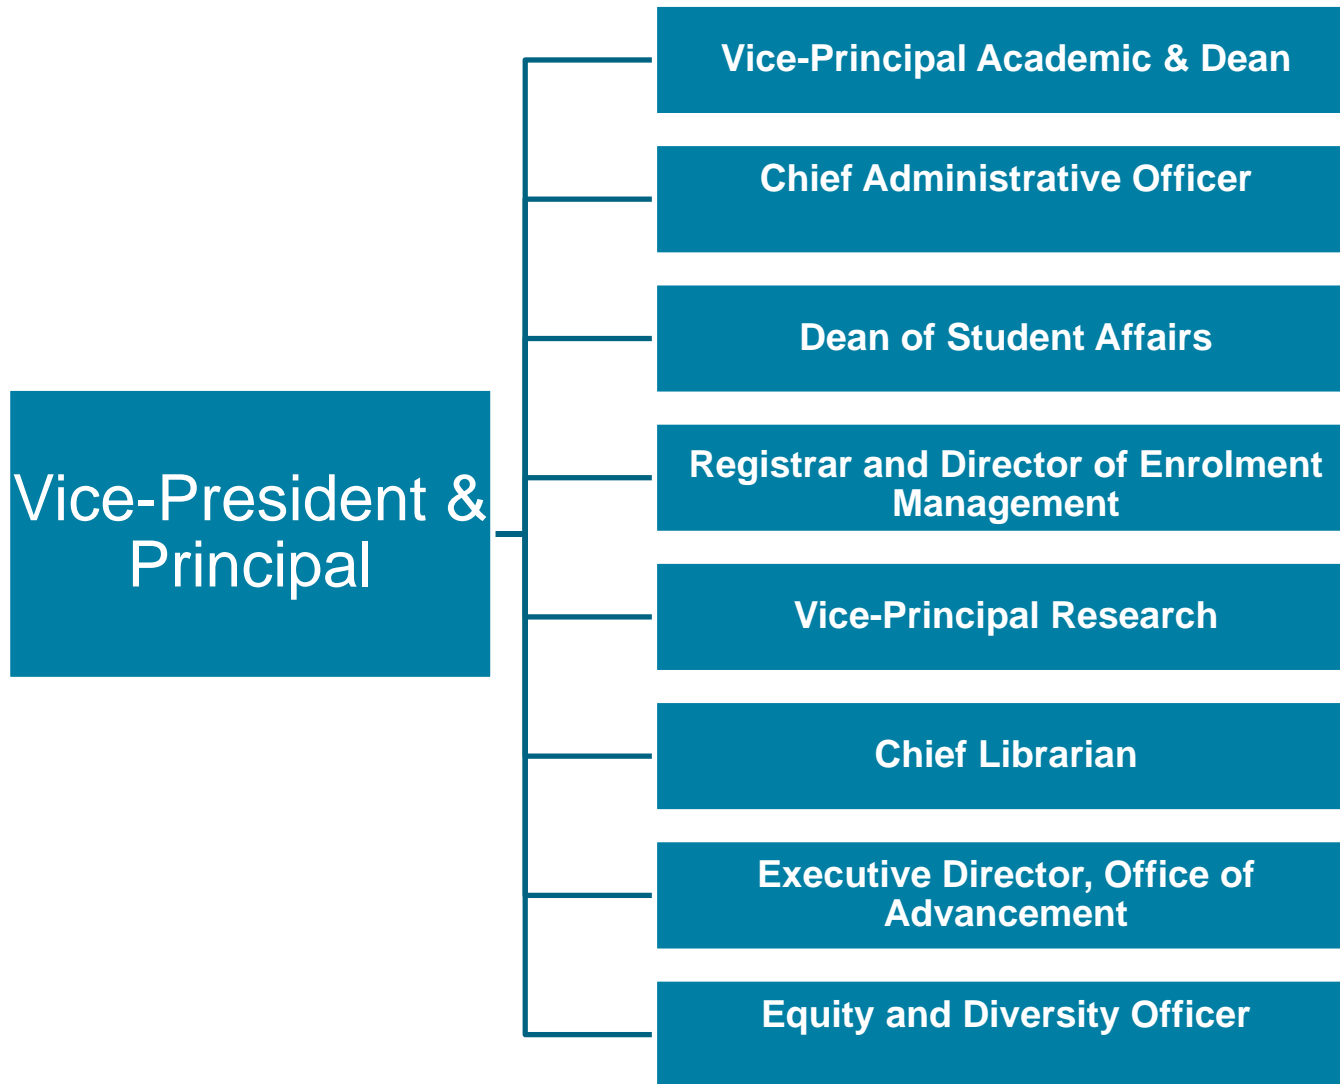 Vice-Principal Academic & Dean
Chief Administrative Officer
Dean of Student Affairs
Vice-President &
Principal
Registrar and Director of Enrolment
Management
Vice-Principal Research
Chief Librarian
Executive Director, Office of
Advancement
Equity and Diversity Officer